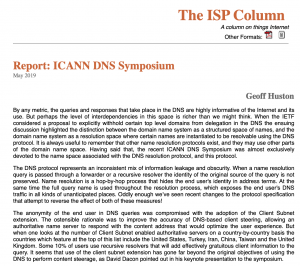 The ISP Column
A column on things Internet
Other Formats:
Report: ICANN DNS Symposium
May 2019
Geoff Huston
By any metric, the queries and responses that take place in the DNS are highly informative of the Internet and its
use. But perhaps the level of interdependencies in this space is richer than we might think. When the IETF
considered a proposal to explicitly withhold certain top level domains from delegation in the DNS the ensuing
discussion highlighted the distinction between the domain name system as a structured space of names, and the
domain name system as a resolution space where certain names are instantiated to be resolvable using the DNS
protocol. It is always useful to remember that other name resolution protocols exist, and they may use other parts
of the domain name space. Having said that, the recent ICANN DNS Symposium was almost exclusively
devoted to the name space associated with the DNS resolution protocol, and this protocol.
The DNS protocol represents an inconsistent mix of information leakage and obscurity. When a name resolution
query is passed through a forwarder or a recursive resolver the identity of the original source of the query is not
preserved. Name resolution is a hop-by-hop process that hides the end user's identity in address terms. At the
same time the full query name is used throughout the resolution process, which exposes the end user's DNS
traffic in all kinds of unanticipated places. Oddly enough we've seen recent changes to the protocol specification
that attempt to reverse the effect of both of these measures!
The anonymity of the end user in DNS queries was compromised with the adoption of the Client Subnet
extension. The ostensible rationale was to improve the accuracy of DNS-based client steering, allowing an
authoritative name server to respond with the content address that would optimize the user experience. But
when one looks at the number of Client Subnet enabled authoritative servers on a country-by-country basis the
countries which feature at the top of this list include the United States, Turkey, Iran, China, Taiwan and the United
Kingdom. Some 10% of users use recursive resolvers that will add effectively gratuitous client information to the
query. It seems that use of the client subnet extension has gone far beyond the original objectives of using the
DNS to perform content steerage, as David Dacon pointed out in his keynote presentation to the symposium.